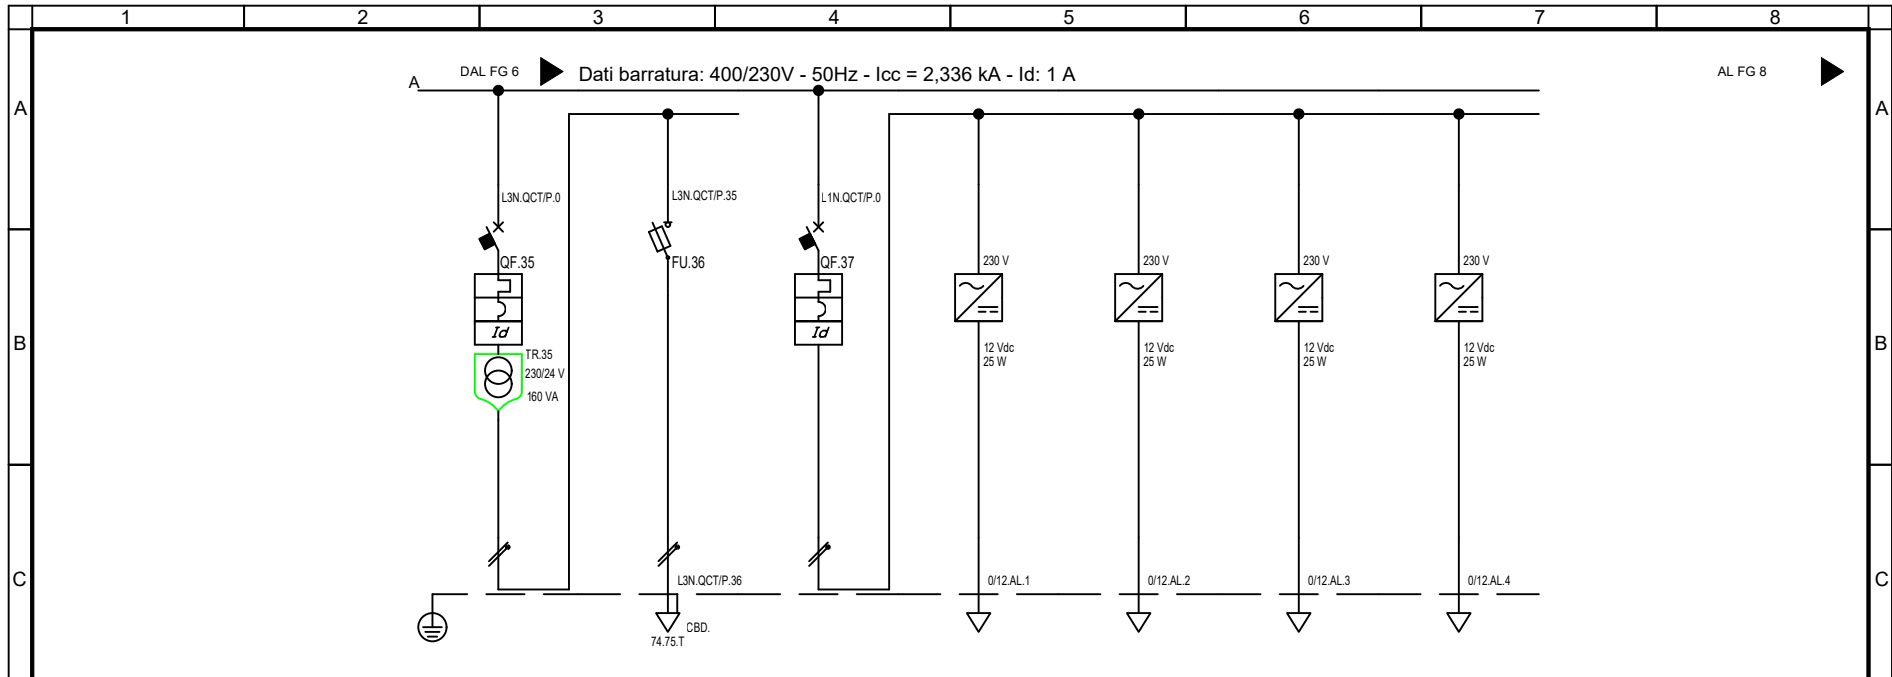 1 2 3 4 5 6 7 8
DAL FG 6 Dati barratura: 400/230V - 50Hz - Icc = 2,336 kA - Id: 1 A AL FG 8
A
A A
L3N.QCT/P.0 L3N.QCT/P.35 L1N.QCT/P.0
QF.35 FU.36 QF.37 230 V 230 V 230 V 230 V
Id Id
B B
12 Vdc 12 Vdc 12 Vdc 12 Vdc
25 W 25 W 25 W 25 W
TR.35
230/24 V
160 VA
C C
L3N.QCT/P.36 0/12.AL.1 0/12.AL.2 0/12.AL.3 0/12.AL.4
CBD.
74.75.T